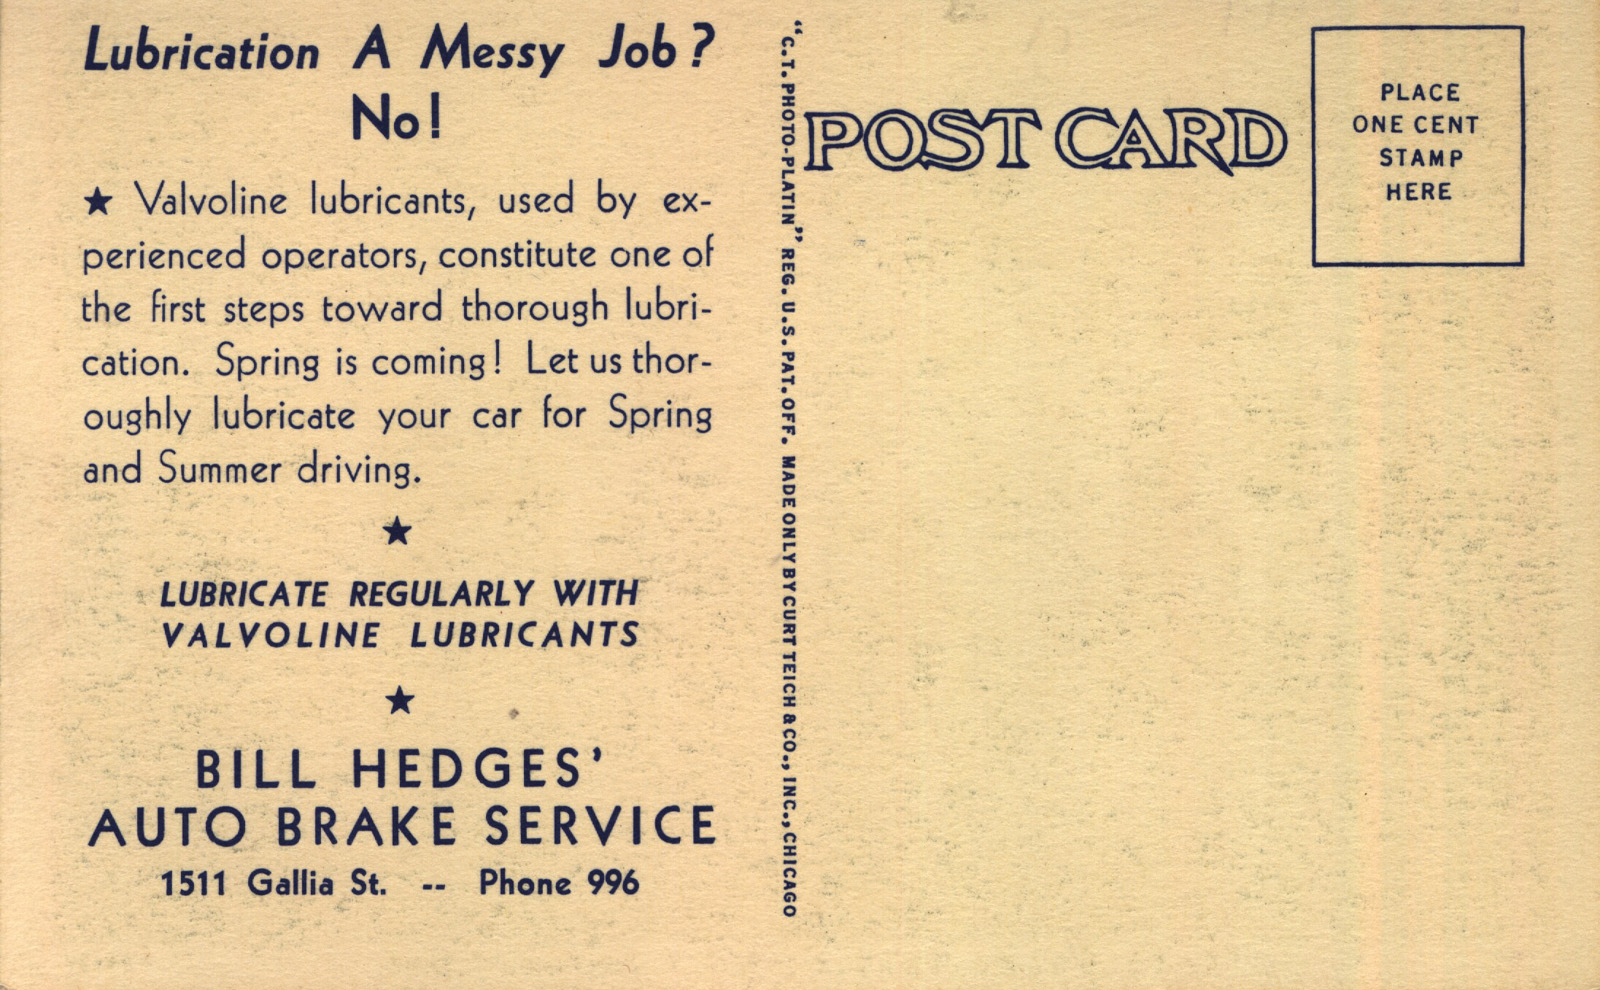 Lubrication A Messy Job?
No!
★ Valvoline lubricants, used by ex-
perienced operators, constitute one of
the first steps toward thorough lubri-
cation. Spring is coming! Let us thor-
oughly lubricate your car for Spring
and Summer driving.
★
LUBRICATE REGULARLY WITH
VALVOLINE LUBRICANTS
★
BILL HEDGES'
AUTO BRAKE SERVICE
1511 Gallia St. -- Phone 996
"C.T. PHOTO-PLATIN" REG. U.S. PAT. OFF. MADE ONLY BY CURT TEICH & CO., INC., CHICAGO
POST CARD
PLACE
ONE CENT
STAMP
HERE